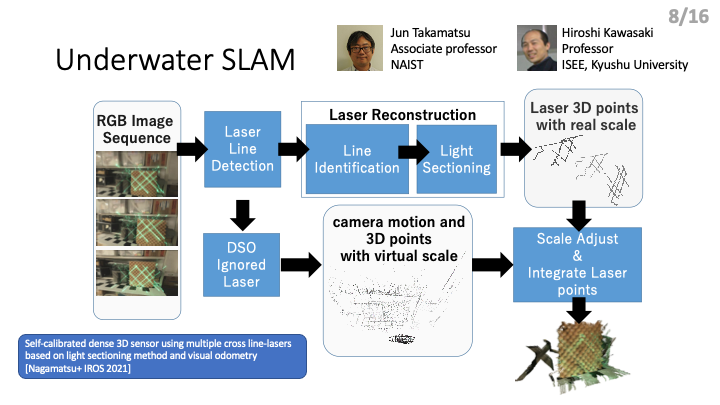 8/16
Underwater SLAM
Jun Takamatsu
Associate professor
NAIST
Hiroshi Kawasaki
Professor
ISEE, Kyushu University
RGB Image
Sequence
Laser
Line
Detection
Laser Reconstruction
Line
Identification
Light
Sectioning
Laser 3D points
with real scale
DSO
Ignored
Laser
camera motion and
3D points
with virtual scale
Scale Adjust
&
Integrate Laser
points
Self-calibrated dense 3D sensor using multiple cross line-lasers
based on light sectioning method and visual odometry
[Nagamatsu+ IROS 2021]